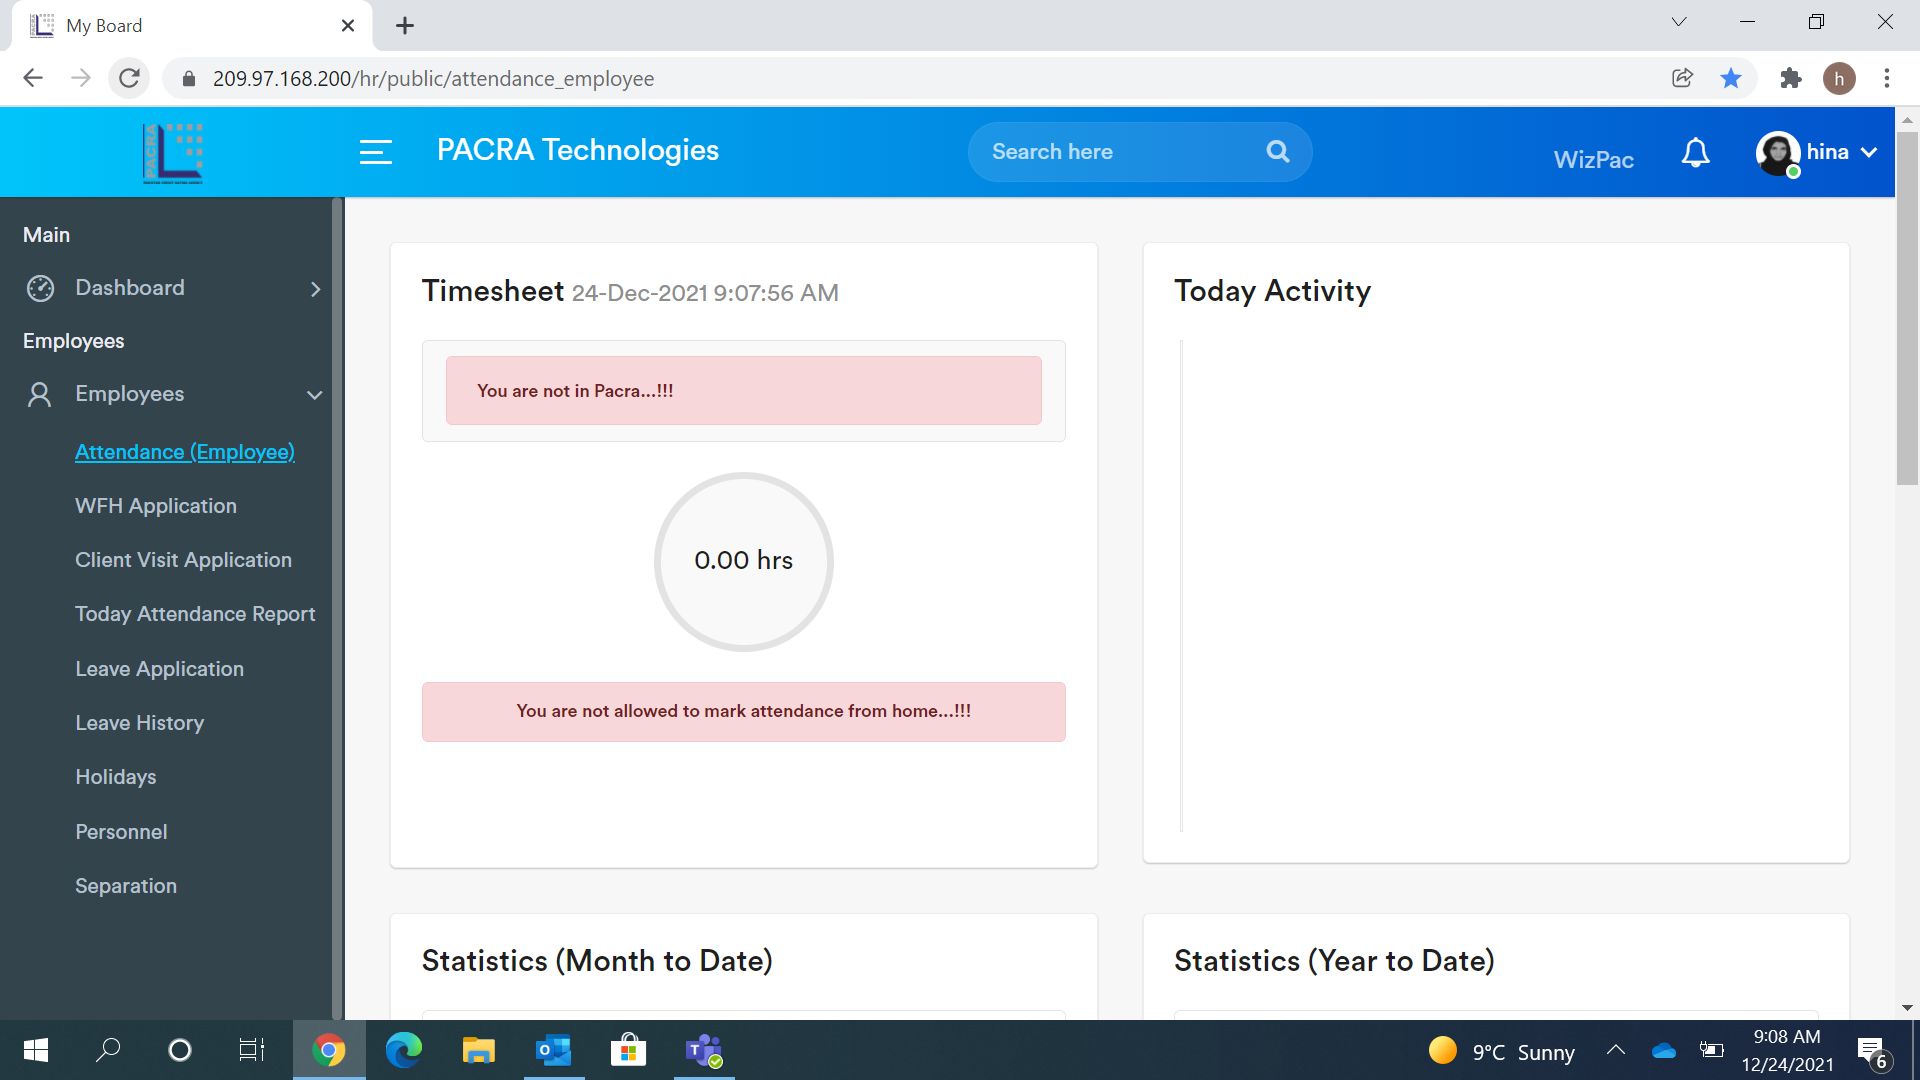 My Board
209.97.168.200/hr/public/attendance_employee
h
PACRA
PACRA Technologies
Search here
WizPac
hina
Main
Dashboard
Employees
Employees
Attendance (Employee)
WFH Application
Client Visit Application
Today Attendance Report
Leave Application
Leave History
Holidays
Personnel
Separation
Timesheet 24-Dec-2021 9:07:56 AM
You are not in Pacra...!!!
0.00 hrs
You are not allowed to mark attendance from home...!!!
Today Activity
Statistics (Month to Date)
Statistics (Year to Date)
9°C Sunny
9:08 AM
12/24/2021
6